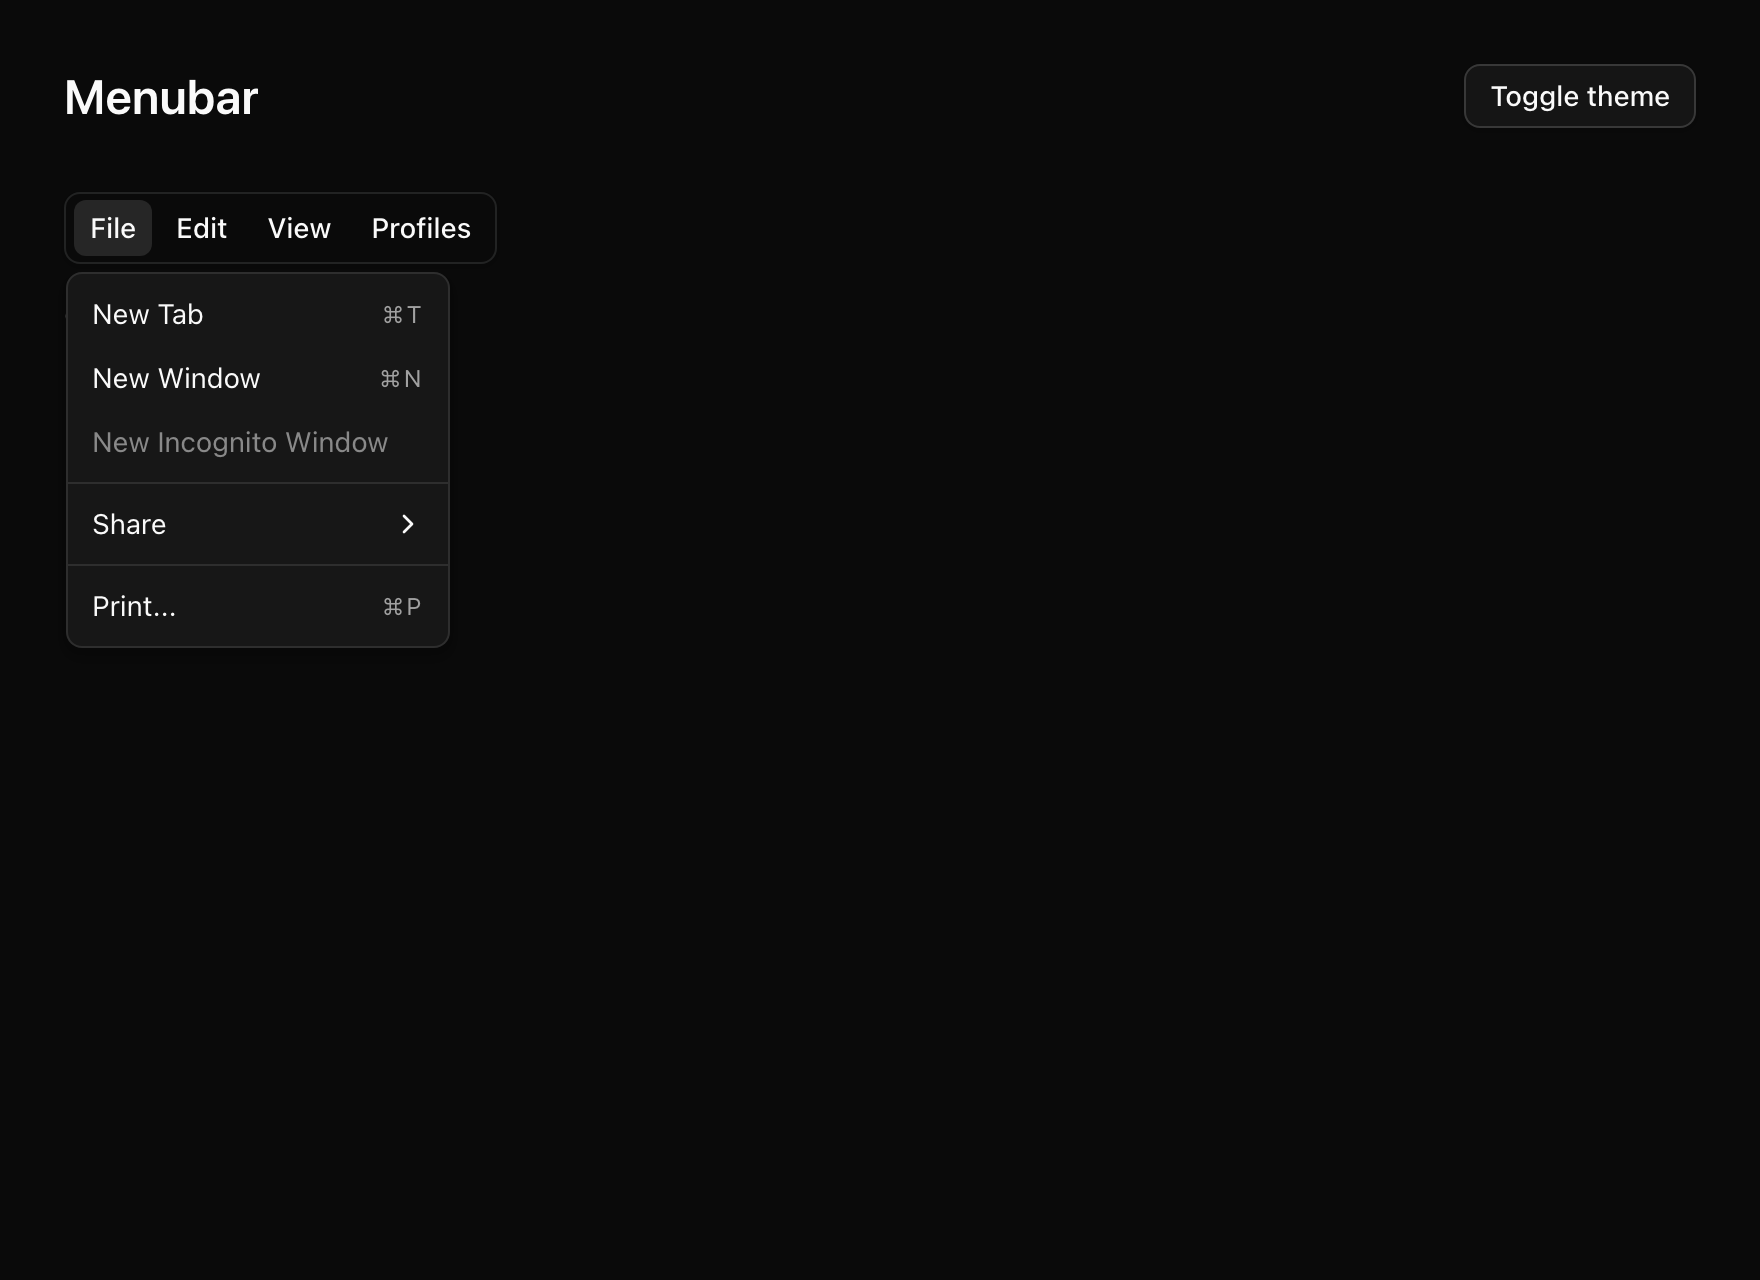 Menubar
Toggle theme
File Edit View Profiles
New Tab ⌘T
New Window ⌘N
New Incognito Window
Share
Print... ⌘P